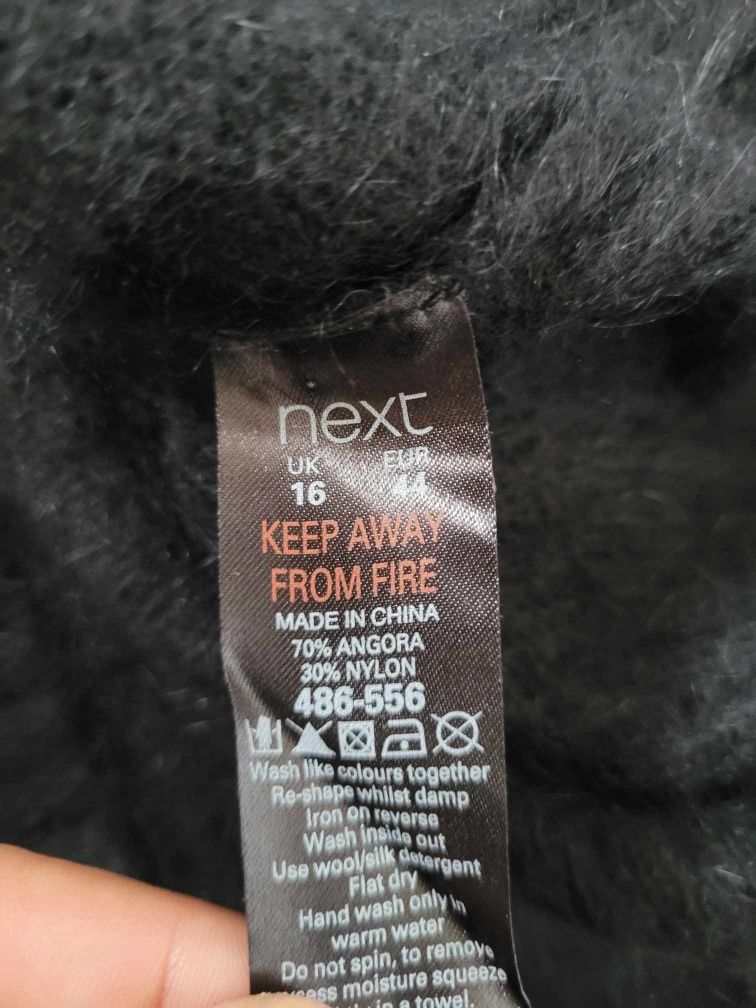 next
UK EUR
16 44
KEEP AWAY
FROM FIRE
MADE IN CHINA
70% ANGORA
30% NYLON
486-556
Wash like colours together
Re-shape whilst damp
Iron on reverse
Wash inside out
Use wool/silk detergent
Flat dry
Hand wash only in
warm water
Do not spin, to remove
moisture squeeze
in a towel.